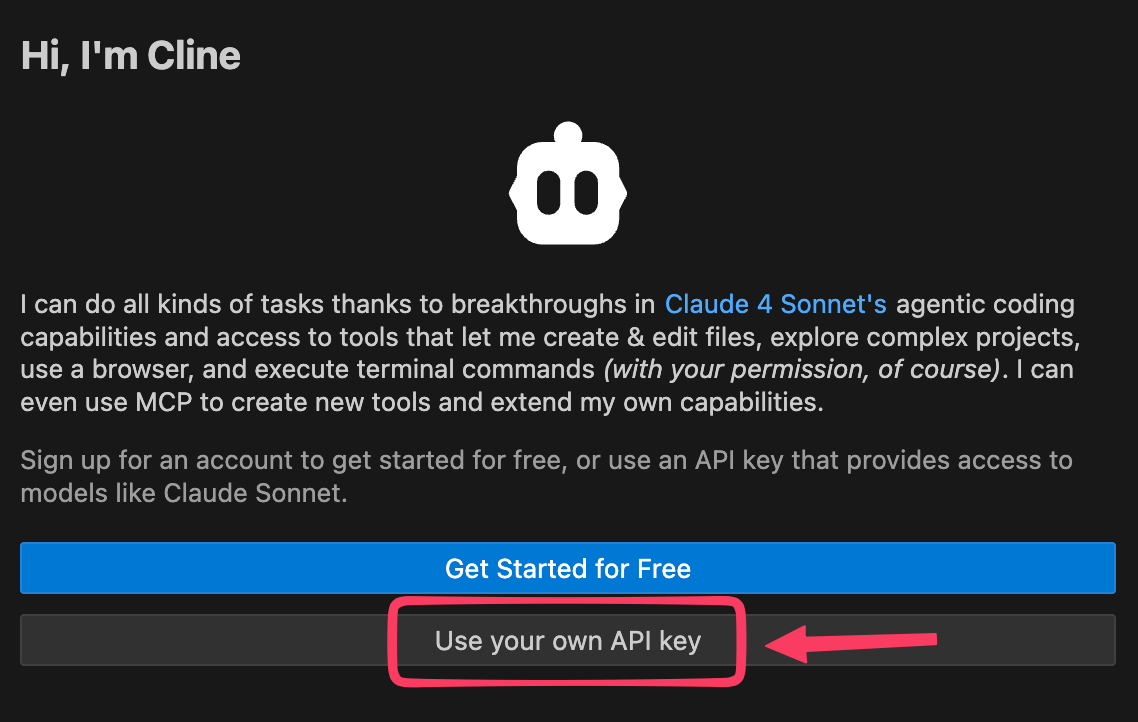 Hi, I'm Cline
I can do all kinds of tasks thanks to breakthroughs in Claude 4 Sonnet's agentic coding
capabilities and access to tools that let me create & edit files, explore complex projects,
use a browser, and execute terminal commands (with your permission, of course). I can
even use MCP to create new tools and extend my own capabilities.
Sign up for an account to get started for free, or use an API key that provides access to
models like Claude Sonnet.
Get Started for Free
Use your own API key